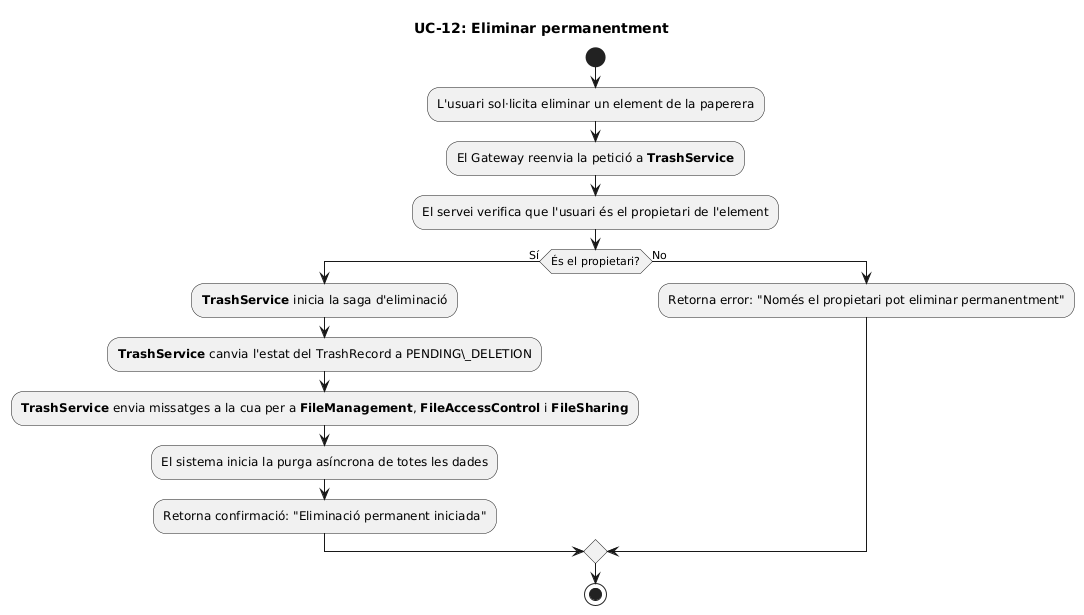 UC-12: Eliminar permanentment
L'usuari sol·licita eliminar un element de la paperera
El Gateway reenvia la petició a TrashService
El servei verifica que l'usuari és el propietari de l'element
Sí
És el propietari?
No
TrashService inicia la saga d'eliminació
Retorna error: "Només el propietari pot eliminar permanentment"
TrashService canvia l'estat del TrashRecord a PENDING\_DELETION
TrashService envia missatges a la cua per a FileManagement, FileAccessControl i FileSharing
El sistema inicia la purga asíncrona de totes les dades
Retorna confirmació: "Eliminació permanent iniciada"